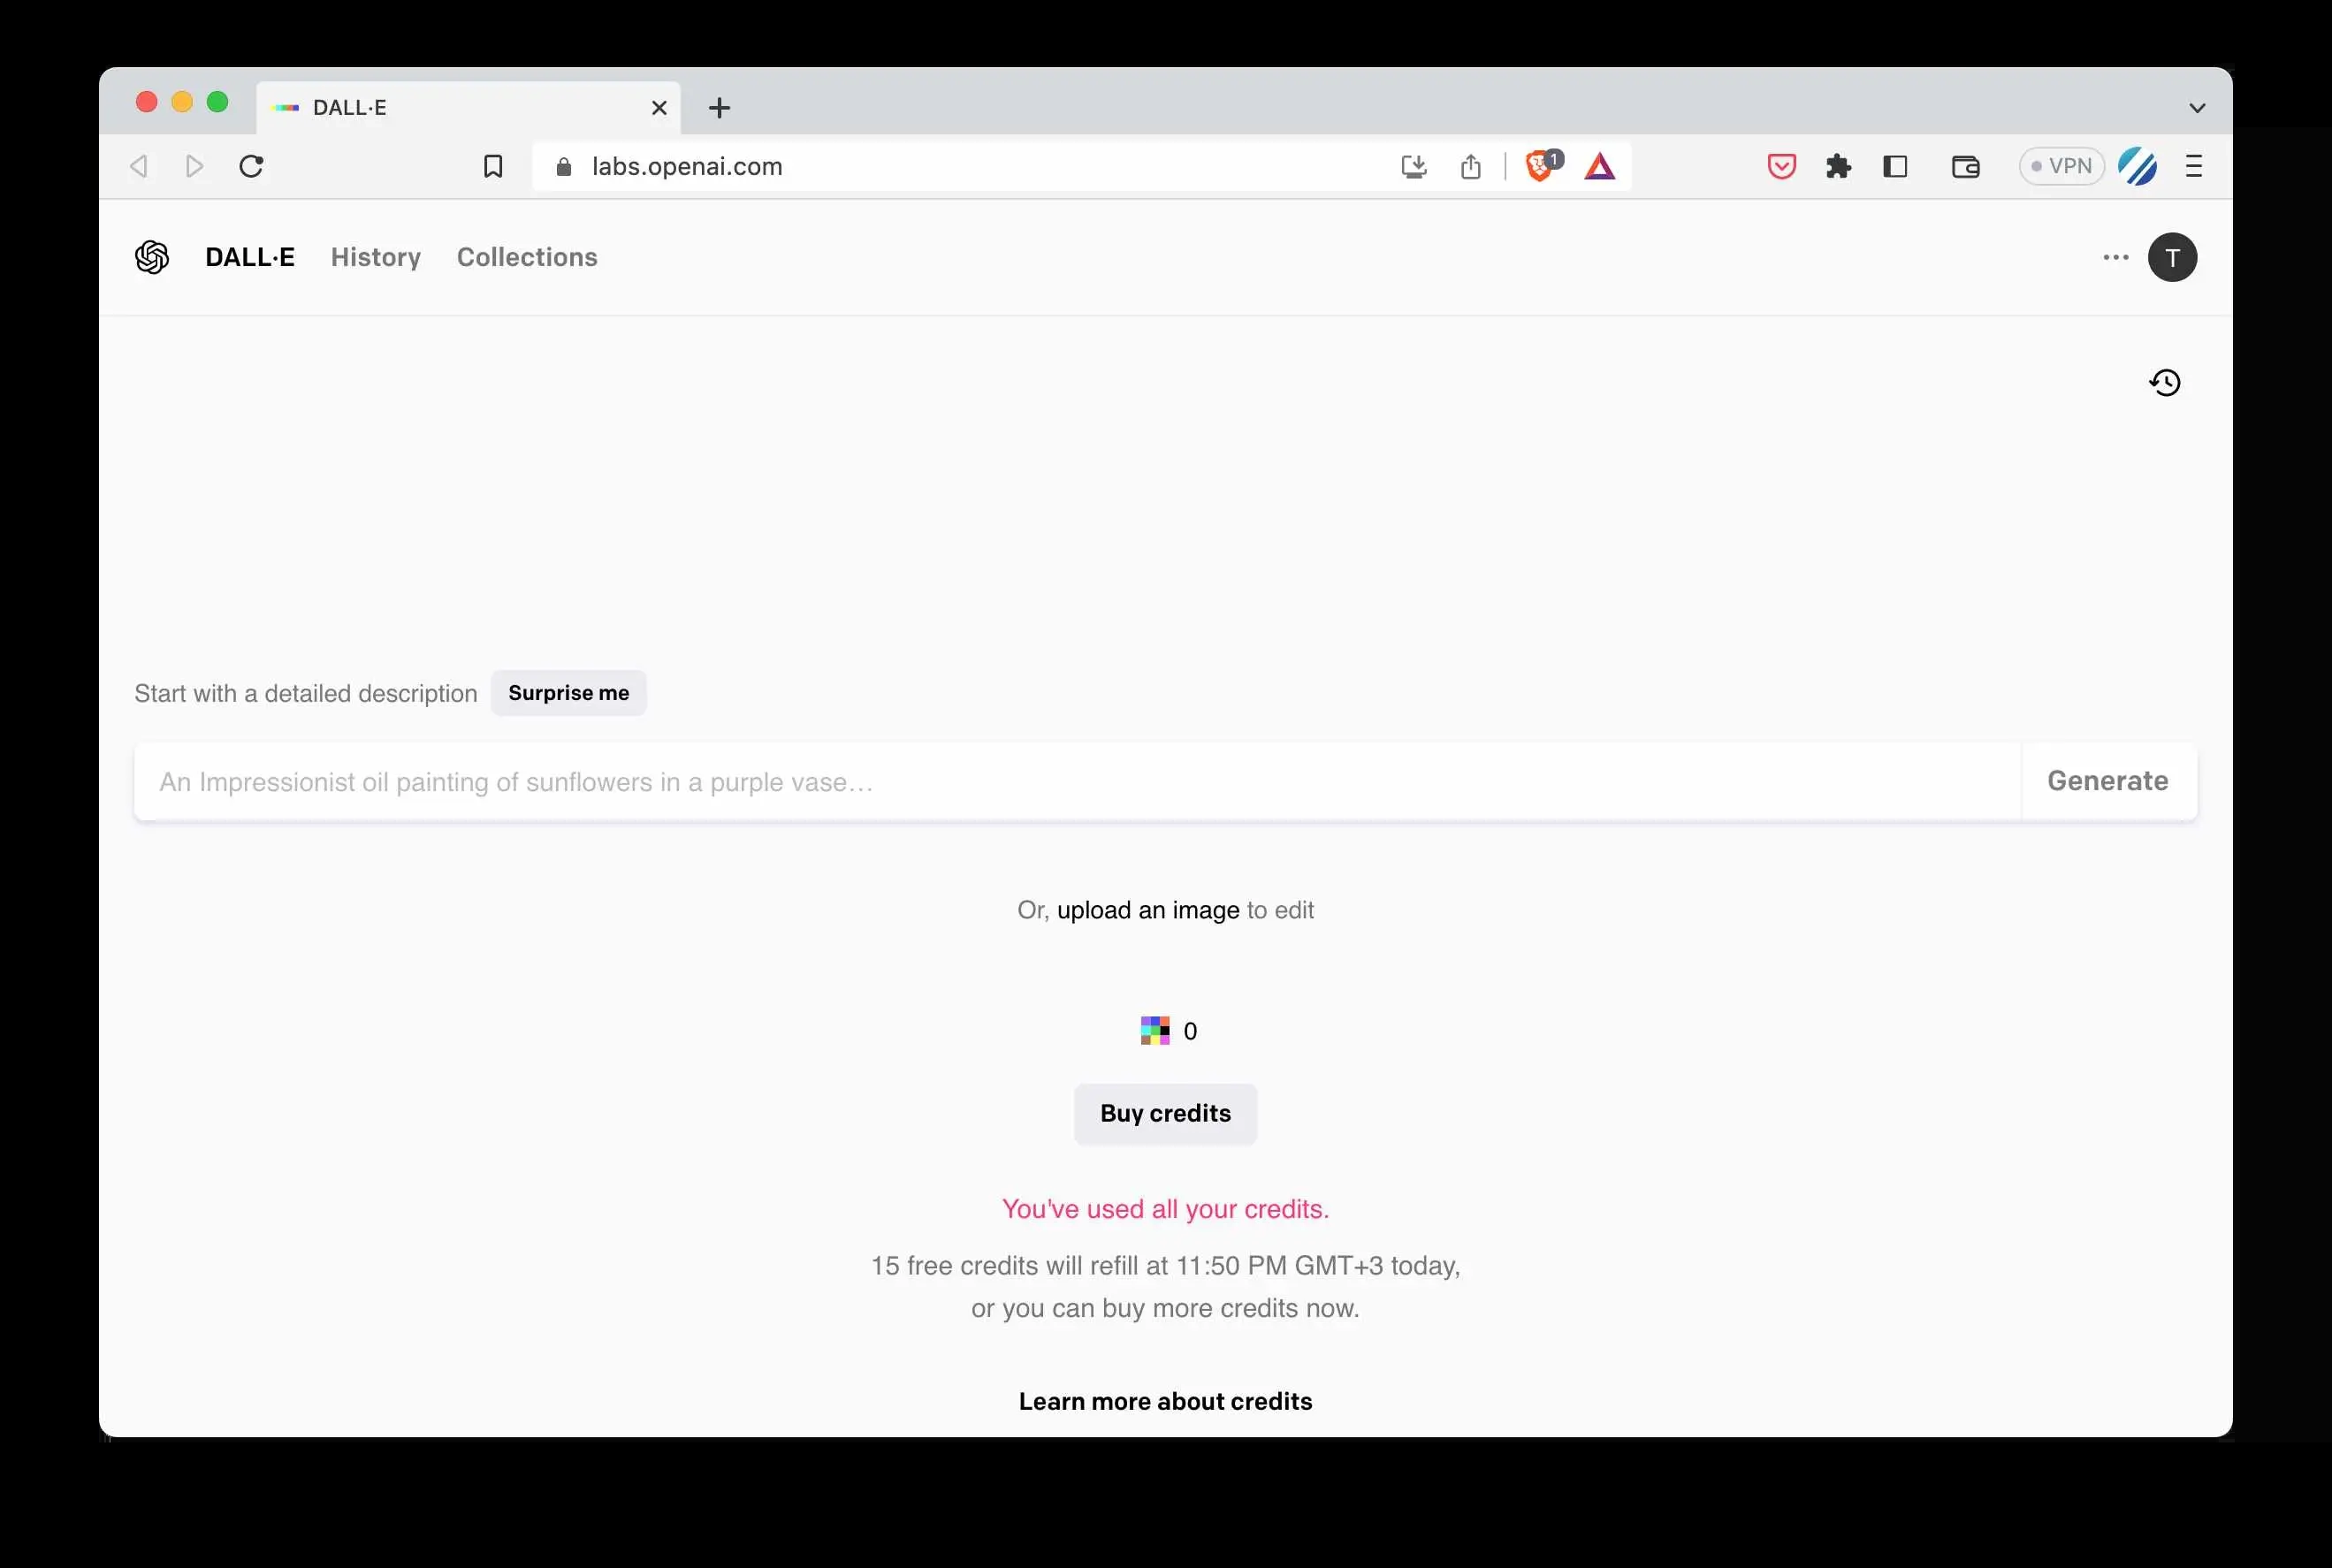 DALL·E
labs.openai.com
1
VPN
DALL·E History Collections
T
Start with a detailed description Surprise me
An Impressionist oil painting of sunflowers in a purple vase…
Generate
Or, upload an image to edit
0
Buy credits
You've used all your credits.
15 free credits will refill at 11:50 PM GMT+3 today,
or you can buy more credits now.
Learn more about credits